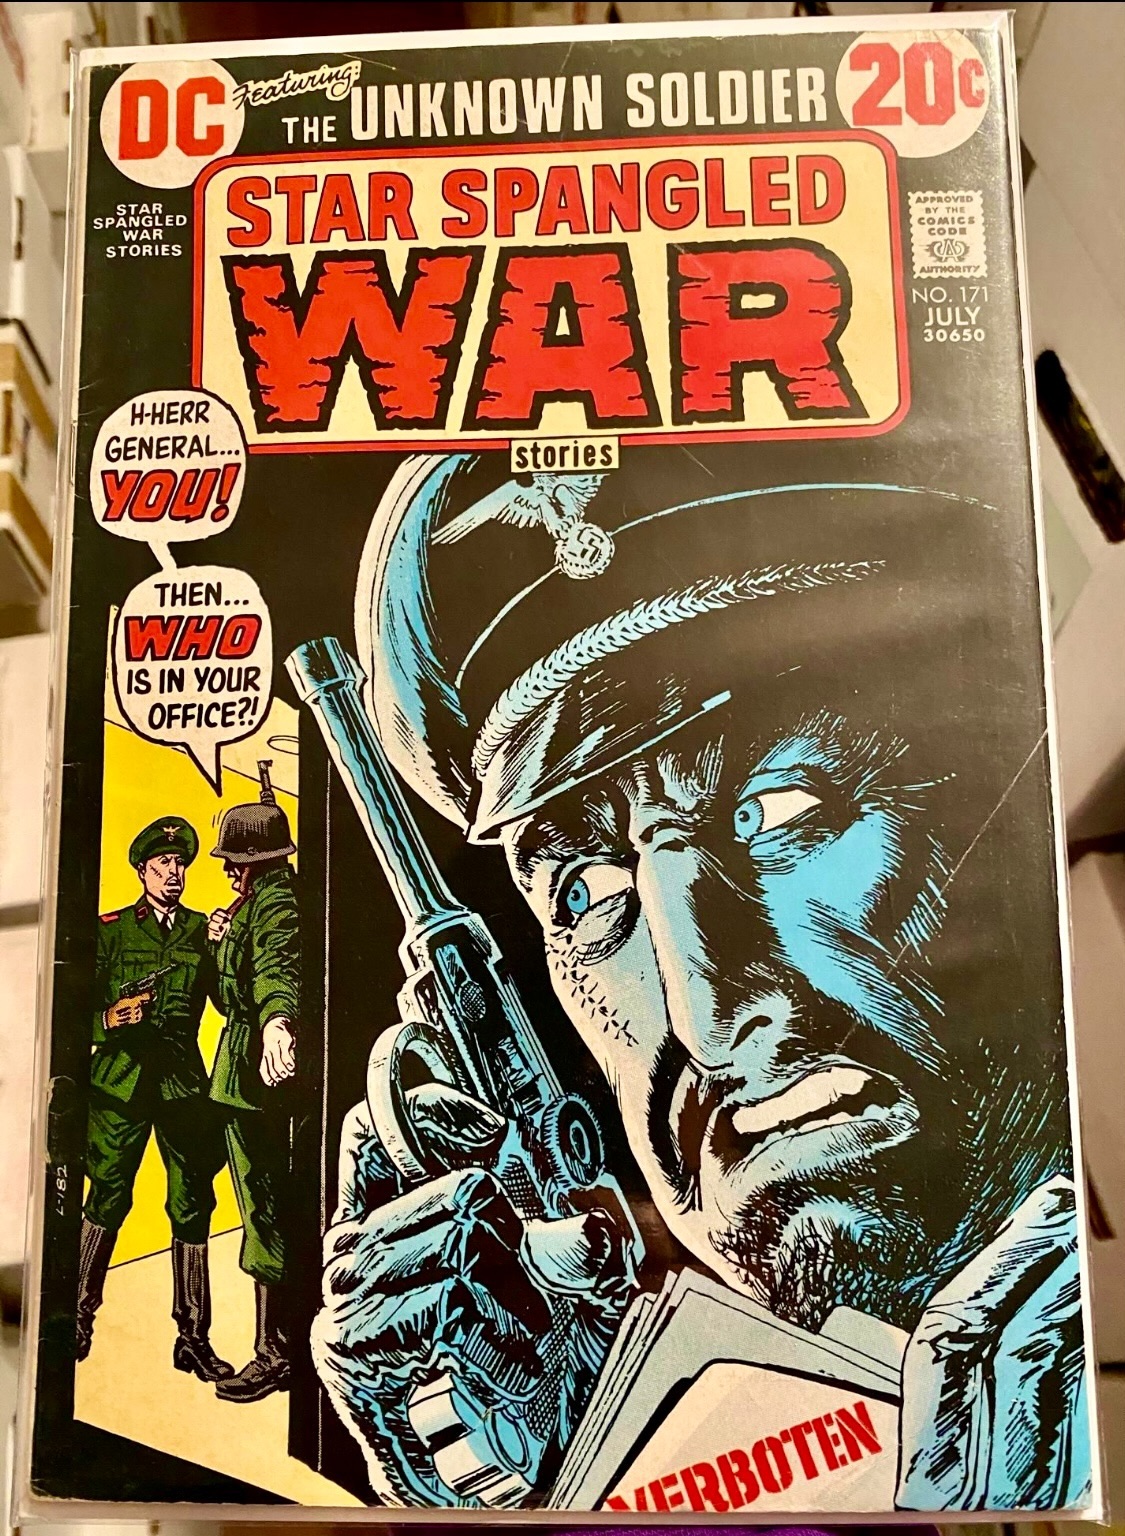 DC
Featuring:
THE UNKNOWN SOLDIER
20¢
STAR SPANGLED
WAR
stories
STAR
SPANGLED
WAR
STORIES
APPROVED
BY THE
COMICS
CODE
CA
AUTHORITY
NO. 171
JULY
30650
H-HERR
GENERAL...
YOU!
THEN...
WHO
IS IN YOUR
OFFICE?!
VERBOTEN